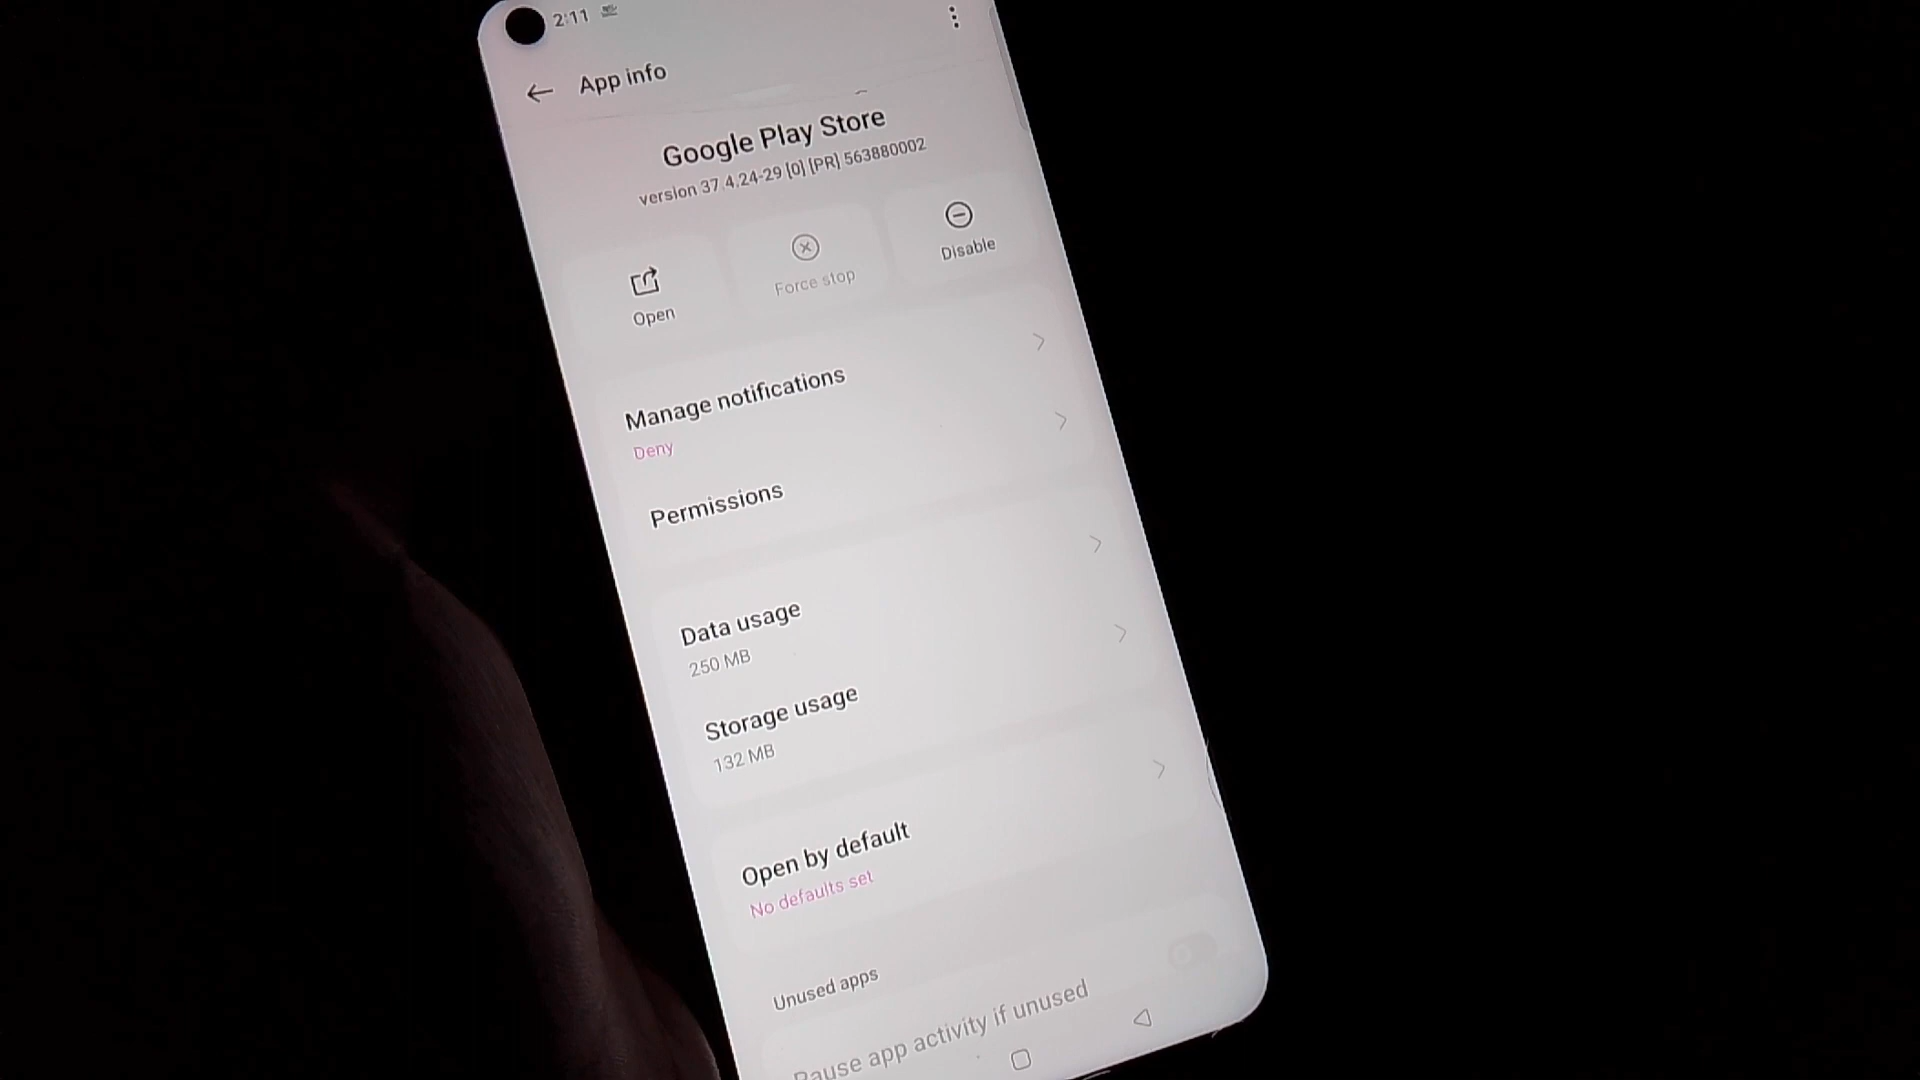 2:11
App info
Google Play Store
version 37.4.24-29 [0] [PR] 563880002
Open
Force stop
Disable
Manage notifications
Deny
Permissions
Data usage
250 MB
Storage usage
132 MB
Open by default
No defaults set
Unused apps
Pause app activity if unused